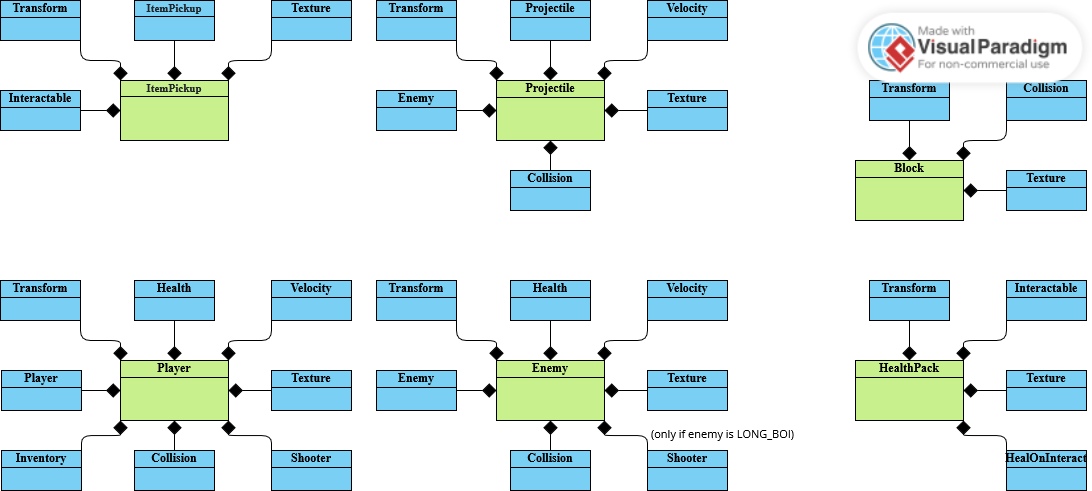 Transform
ItemPickup
Texture
Interactable
ItemPickup
Transform
Projectile
Velocity
Enemy
Projectile
Texture
Collision
Made with
Visual Paradigm
For non-commercial use
Transform
Collision
Block
Texture
Transform
Health
Velocity
Player
Player
Texture
Inventory
Collision
Shooter
Transform
Health
Velocity
Enemy
Enemy
Texture
(only if enemy is LONG_BOI)
Collision
Shooter
Transform
Interactable
HealthPack
Texture
HealOnInteract